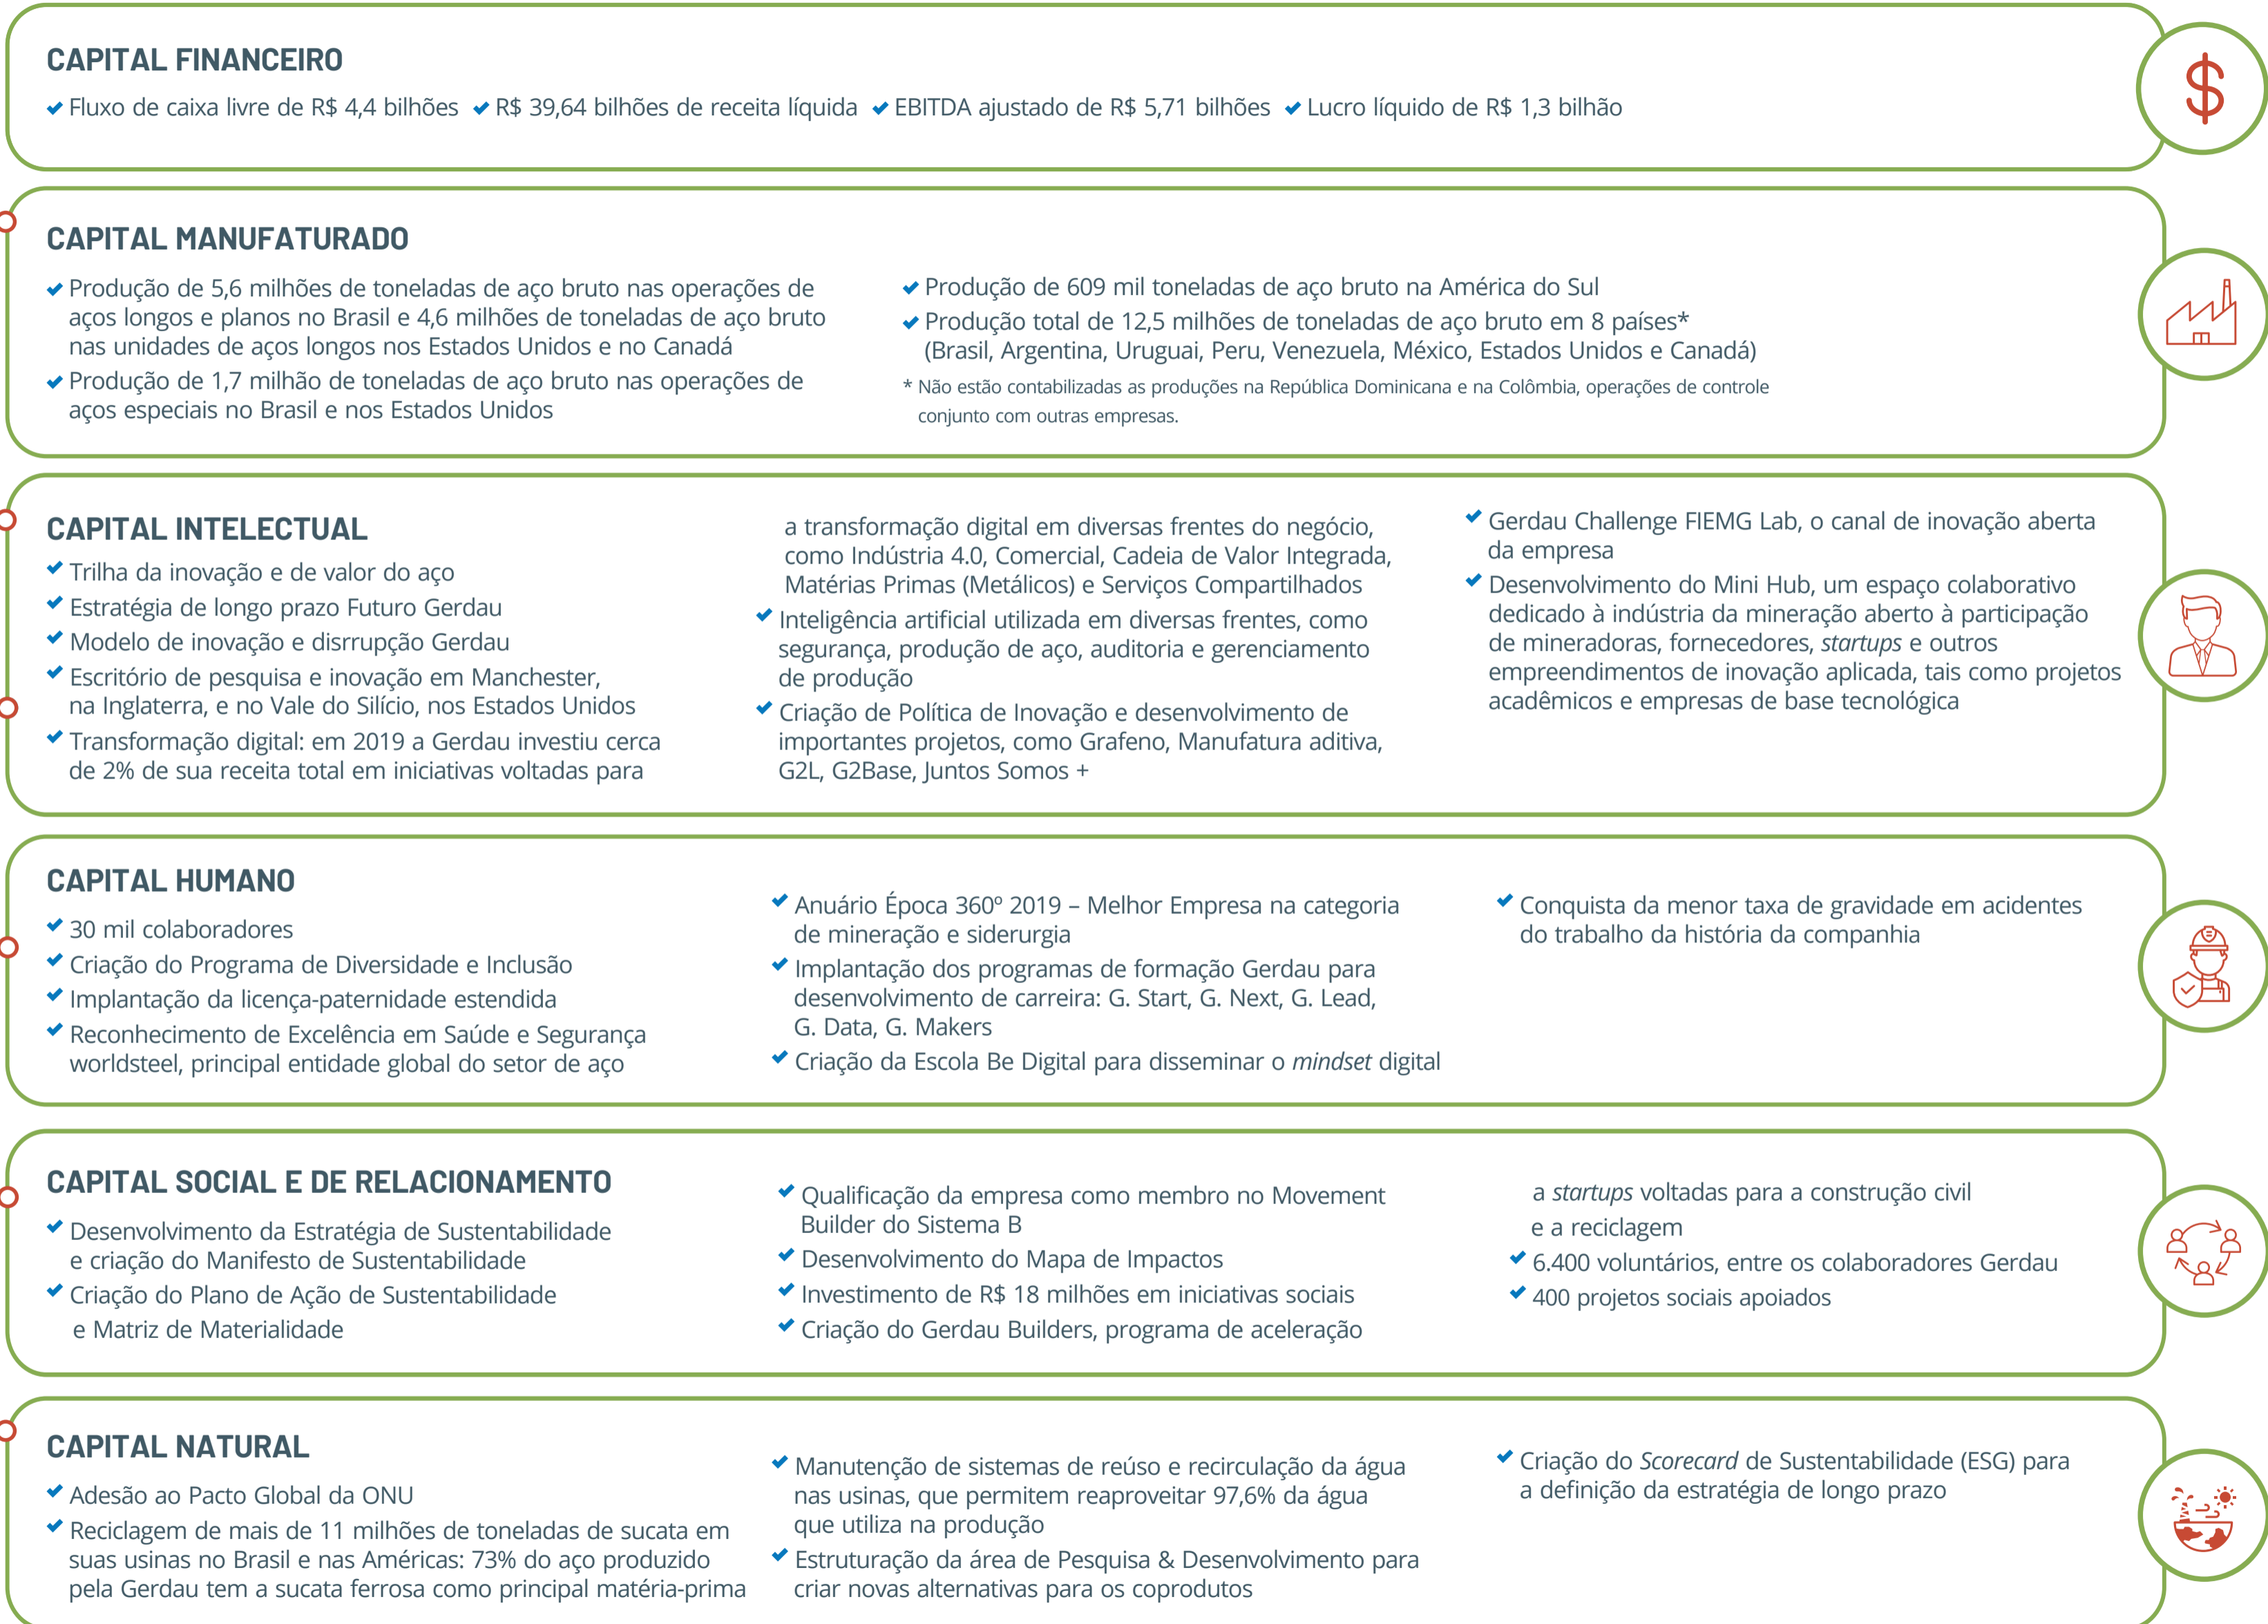 CAPITAL FINANCEIRO
Fluxo de caixa livre de R$ 4,4 bilhões R$ 39,64 bilhões de receita líquida EBITDA ajustado de R$ 5,71 bilhões Lucro líquido de R$ 1,3 bilhão
CAPITAL MANUFATURADO
Produção de 5,6 milhões de toneladas de aço bruto nas operações de
aços longos e planos no Brasil e 4,6 milhões de toneladas de aço bruto
nas unidades de aços longos nos Estados Unidos e no Canadá
Produção de 1,7 milhão de toneladas de aço bruto nas operações de
aços especiais no Brasil e nos Estados Unidos
Produção de 609 mil toneladas de aço bruto na América do Sul
Produção total de 12,5 milhões de toneladas de aço bruto em 8 países*
(Brasil, Argentina, Uruguai, Peru, Venezuela, México, Estados Unidos e Canadá)
* Não estão contabilizadas as produções na República Dominicana e na Colômbia, operações de controle
conjunto com outras empresas.
CAPITAL INTELECTUAL
Trilha da inovação e de valor do aço
Estratégia de longo prazo Futuro Gerdau
Modelo de inovação e disrrupção Gerdau
Escritório de pesquisa e inovação em Manchester,
na Inglaterra, e no Vale do Silício, nos Estados Unidos
Transformação digital: em 2019 a Gerdau investiu cerca
de 2% de sua receita total em iniciativas voltadas para
a transformação digital em diversas frentes do negócio,
como Indústria 4.0, Comercial, Cadeia de Valor Integrada,
Matérias Primas (Metálicos) e Serviços Compartilhados
Inteligência artificial utilizada em diversas frentes, como
segurança, produção de aço, auditoria e gerenciamento
de produção
Criação de Política de Inovação e desenvolvimento de
importantes projetos, como Grafeno, Manufatura aditiva,
G2L, G2Base, Juntos Somos +
Gerdau Challenge FIEMG Lab, o canal de inovação aberta
da empresa
Desenvolvimento do Mini Hub, um espaço colaborativo
dedicado à indústria da mineração aberto à participação
de mineradoras, fornecedores, startups e outros
empreendimentos de inovação aplicada, tais como projetos
acadêmicos e empresas de base tecnológica
CAPITAL HUMANO
30 mil colaboradores
Criação do Programa de Diversidade e Inclusão
Implantação da licença-paternidade estendida
Reconhecimento de Excelência em Saúde e Segurança
worldsteel, principal entidade global do setor de aço
Anuário Época 360º 2019 – Melhor Empresa na categoria
de mineração e siderurgia
Implantação dos programas de formação Gerdau para
desenvolvimento de carreira: G. Start, G. Next, G. Lead,
G. Data, G. Makers
Criação da Escola Be Digital para disseminar o mindset digital
Conquista da menor taxa de gravidade em acidentes
do trabalho da história da companhia
CAPITAL SOCIAL E DE RELACIONAMENTO
Desenvolvimento da Estratégia de Sustentabilidade
e criação do Manifesto de Sustentabilidade
Criação do Plano de Ação de Sustentabilidade
e Matriz de Materialidade
Qualificação da empresa como membro no Movement
Builder do Sistema B
Desenvolvimento do Mapa de Impactos
Investimento de R$ 18 milhões em iniciativas sociais
Criação do Gerdau Builders, programa de aceleração
a startups voltadas para a construção civil
e a reciclagem
6.400 voluntários, entre os colaboradores Gerdau
400 projetos sociais apoiados
CAPITAL NATURAL
Adesão ao Pacto Global da ONU
Reciclagem de mais de 11 milhões de toneladas de sucata em
suas usinas no Brasil e nas Américas: 73% do aço produzido
pela Gerdau tem a sucata ferrosa como principal matéria-prima
Manutenção de sistemas de reúso e recirculação da água
nas usinas, que permitem reaproveitar 97,6% da água
que utiliza na produção
Estruturação da área de Pesquisa & Desenvolvimento para
criar novas alternativas para os coprodutos
Criação do Scorecard de Sustentabilidade (ESG) para
a definição da estratégia de longo prazo